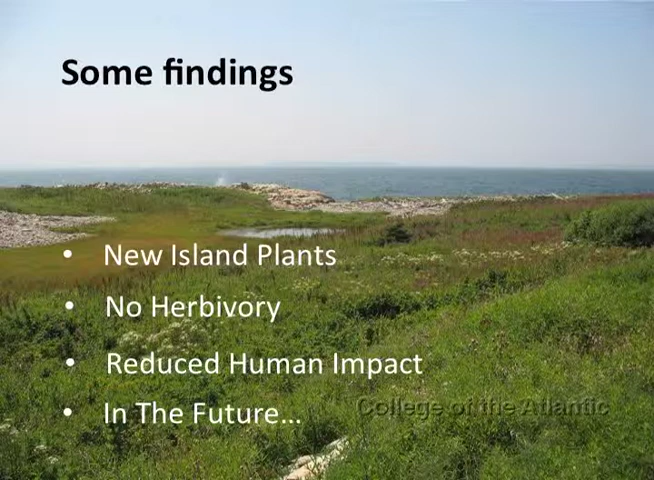 Some findings
• New Island Plants
• No Herbivory
• Reduced Human Impact
• In The Future...
College of the Atlantic